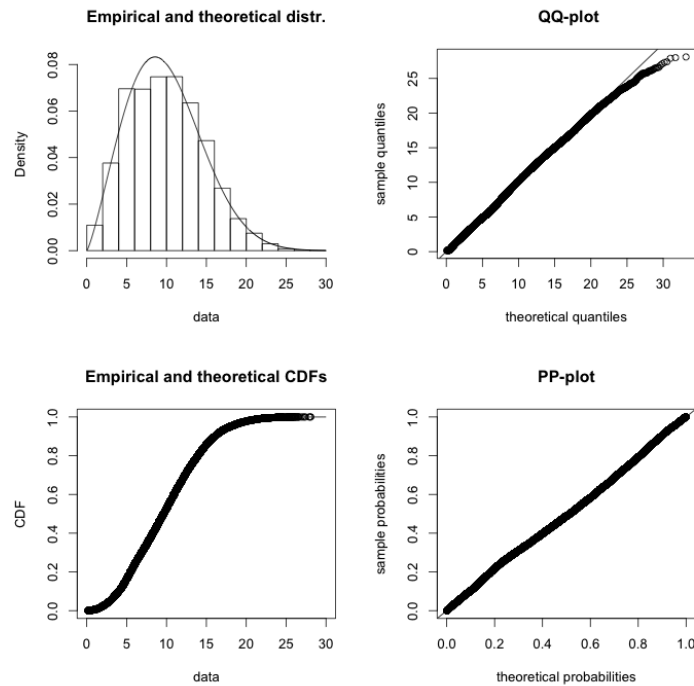 Empirical and theoretical distr.
Density
0.00 0.02 0.04 0.06 0.08
0 5 10 15 20 25 30
data
QQ-plot
sample quantiles
0 5 10 15 20 25
0 5 10 15 20 25 30
theoretical quantiles
Empirical and theoretical CDFs
CDF
0.0 0.2 0.4 0.6 0.8 1.0
0 5 10 15 20 25 30
data
PP-plot
sample probabilities
0.0 0.2 0.4 0.6 0.8 1.0
0.0 0.2 0.4 0.6 0.8 1.0
theoretical probabilities